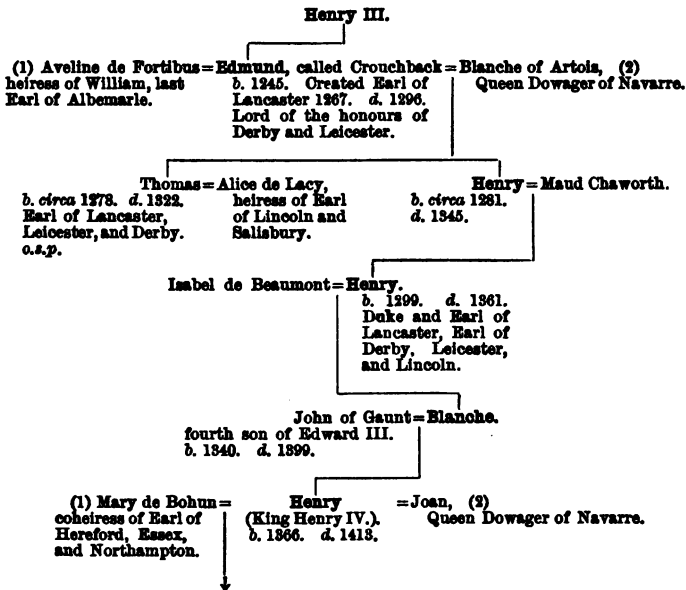 Henry III.
(1) Aveline de Fortibus = Edmund, called Crouchback = Blanche of Artois, (2)
heiress of William, last
Earl of Albemarle.
b. 1245. Created Earl of
Lancaster 1267. d. 1296.
Lord of the honours of
Derby and Leicester.
Queen Dowager of Navarre.
Thomas = Alice de Lacy,
b. circa 1278. d. 1322.
Earl of Lancaster,
Leicester, and Derby.
o.s.p.
heiress of Earl
of Lincoln and
Salisbury.
Henry = Maud Chaworth.
b. circa 1281.
d. 1345.
Isabel de Beaumont = Henry.
b. 1299. d. 1361.
Duke and Earl of
Lancaster, Earl of
Derby, Leicester,
and Lincoln.
John of Gaunt = Blanche.
fourth son of Edward III.
b. 1340. d. 1399.
(1) Mary de Bohun =
coheiress of Earl of
Hereford, Essex,
and Northampton.
Henry
(King Henry IV.).
b. 1366. d. 1413.
= Joan, (2)
Queen Dowager of Navarre.